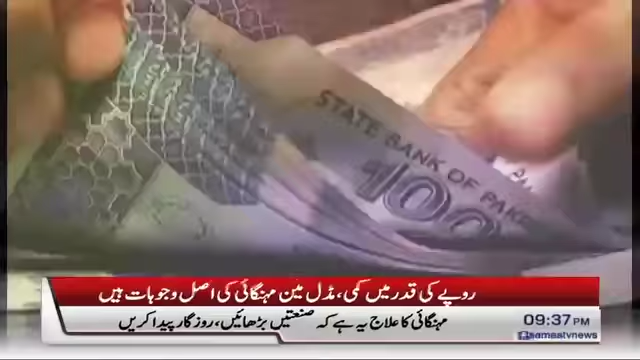 STATE BANK OF PAK
100
روپے کی قدر میں کمی، مڈل مین مہنگائی کی اصل وجوہات ہیں
مہنگائی کا علاج یہ ہے کہ صنعتیں بڑھائیں، روزگار پیدا کریں
09:37 PM
samaatvnews